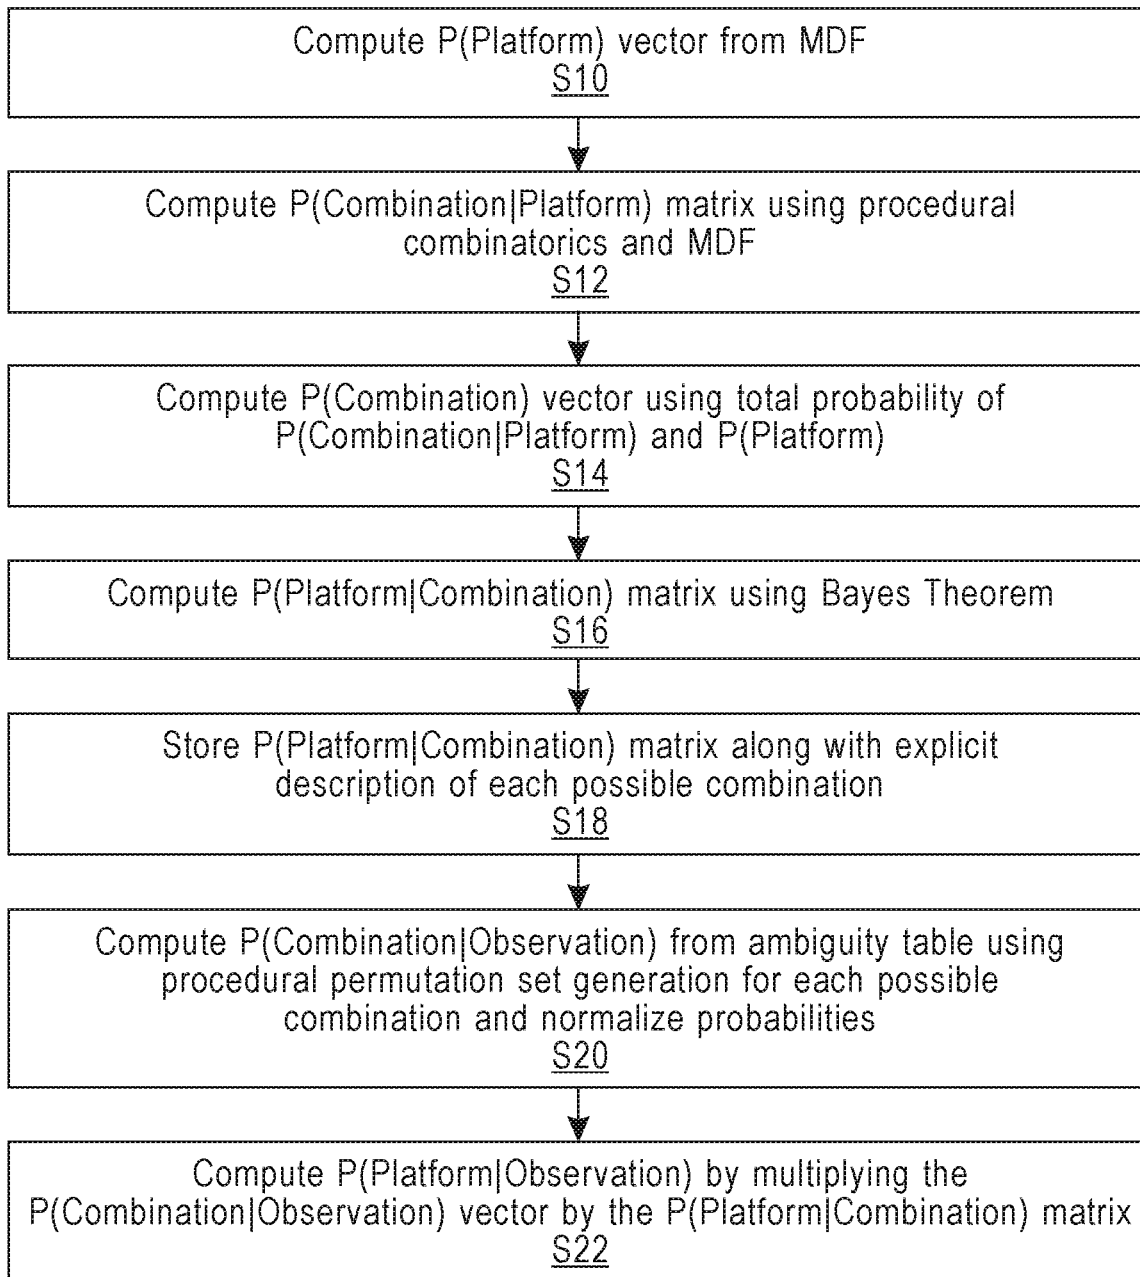 Compute P(Platform) vector from MDF
S10
Compute P(Combination|Platform) matrix using procedural
combinatorics and MDF
S12
Compute P(Combination) vector using total probability of
P(Combination|Platform) and P(Platform)
S14
Compute P(Platform|Combination) matrix using Bayes Theorem
S16
Store P(Platform|Combination) matrix along with explicit
description of each possible combination
S18
Compute P(Combination|Observation) from ambiguity table using
procedural permutation set generation for each possible
combination and normalize probabilities
S20
Compute P(Platform|Observation) by multiplying the
P(Combination|Observation) vector by the P(Platform|Combination) matrix
S22